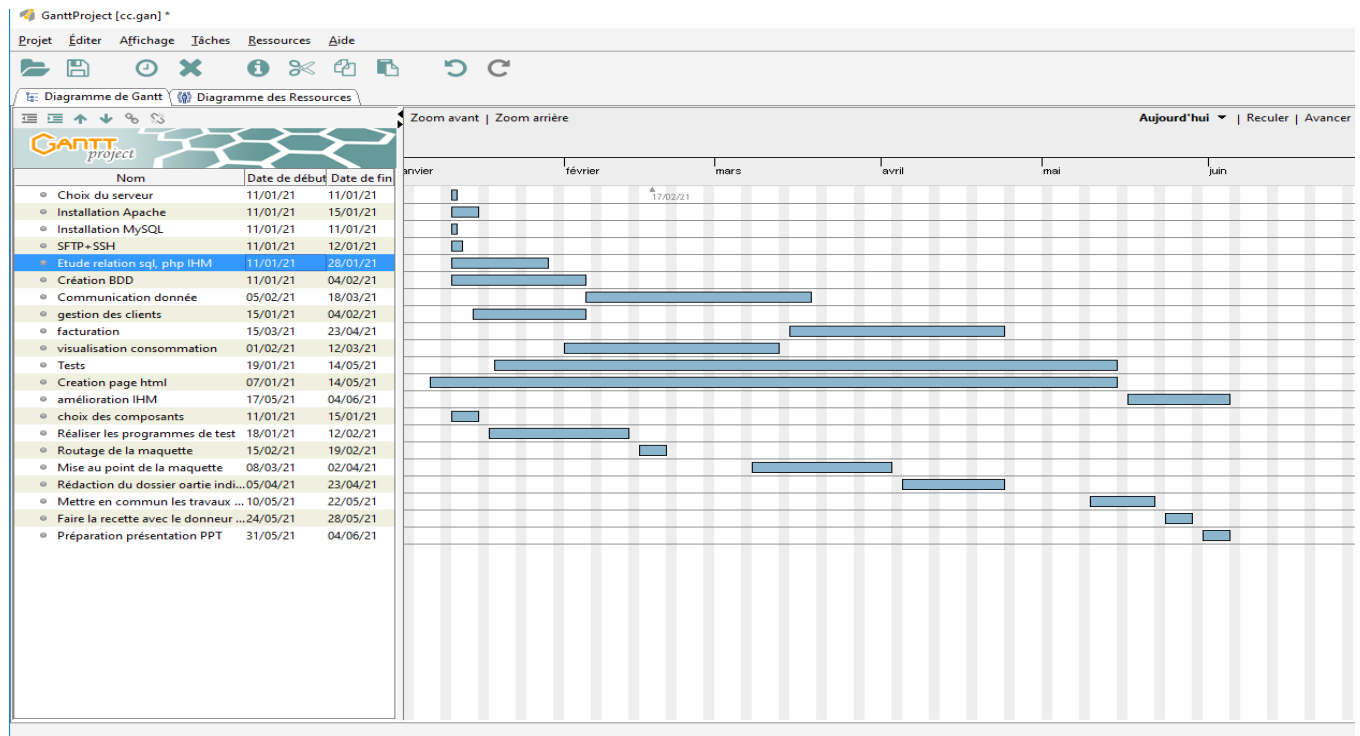 GanttProject [cc.gan] *
Projet Éditer Affichage Tâches Ressources Aide
Diagramme de Gantt Diagramme des Ressources
Zoom avant | Zoom arrière Aujourd'hui | Reculer | Avancer
GANTT project
anvier février mars avril mai juin
Nom Date de début Date de fin
17/02/21
Choix du serveur 11/01/21 11/01/21
Installation Apache 11/01/21 15/01/21
Installation MySQL 11/01/21 11/01/21
SFTP+SSH 11/01/21 12/01/21
Etude relation sql, php IHM 11/01/21 28/01/21
Création BDD 11/01/21 04/02/21
Communication donnée 05/02/21 18/03/21
gestion des clients 15/01/21 04/02/21
facturation 15/03/21 23/04/21
visualisation consommation 01/02/21 12/03/21
Tests 19/01/21 14/05/21
Creation page html 07/01/21 14/05/21
amélioration IHM 17/05/21 04/06/21
choix des composants 11/01/21 15/01/21
Réaliser les programmes de test 18/01/21 12/02/21
Routage de la maquette 15/02/21 19/02/21
Mise au point de la maquette 08/03/21 02/04/21
Rédaction du dossier oartie indi... 05/04/21 23/04/21
Mettre en commun les travaux ... 10/05/21 22/05/21
Faire la recette avec le donneur ... 24/05/21 28/05/21
Préparation présentation PPT 31/05/21 04/06/21